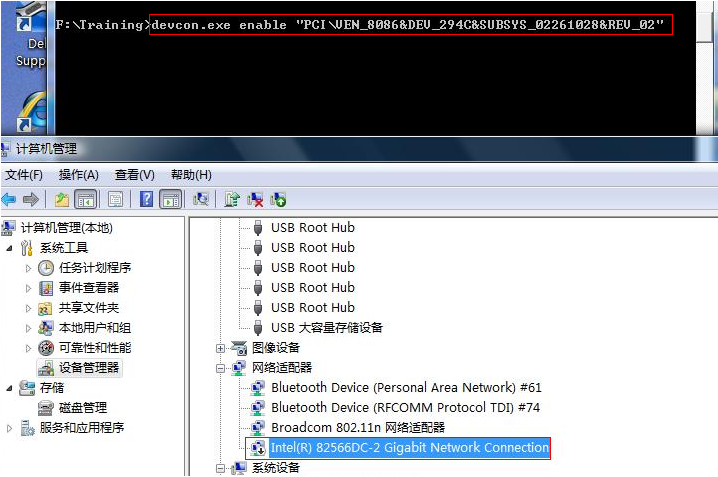 Del
Supp
F:\Training>devcon.exe enable "PCI\VEN_8086&DEV_294C&SUBSYS_02261028&REV_02"
计算机管理
文件(F) 操作(A) 查看(V) 帮助(H)
计算机管理(本地)
系统工具
任务计划程序
事件查看器
共享文件夹
本地用户和组
可靠性和性能
设备管理器
存储
磁盘管理
服务和应用程序
USB Root Hub
USB Root Hub
USB Root Hub
USB Root Hub
USB Root Hub
USB 大容量存储设备
图像设备
网络适配器
Bluetooth Device (Personal Area Network) #61
Bluetooth Device (RFCOMM Protocol TDI) #74
Broadcom 802.11n 网络适配器
Intel(R) 82566DC-2 Gigabit Network Connection
系统设备